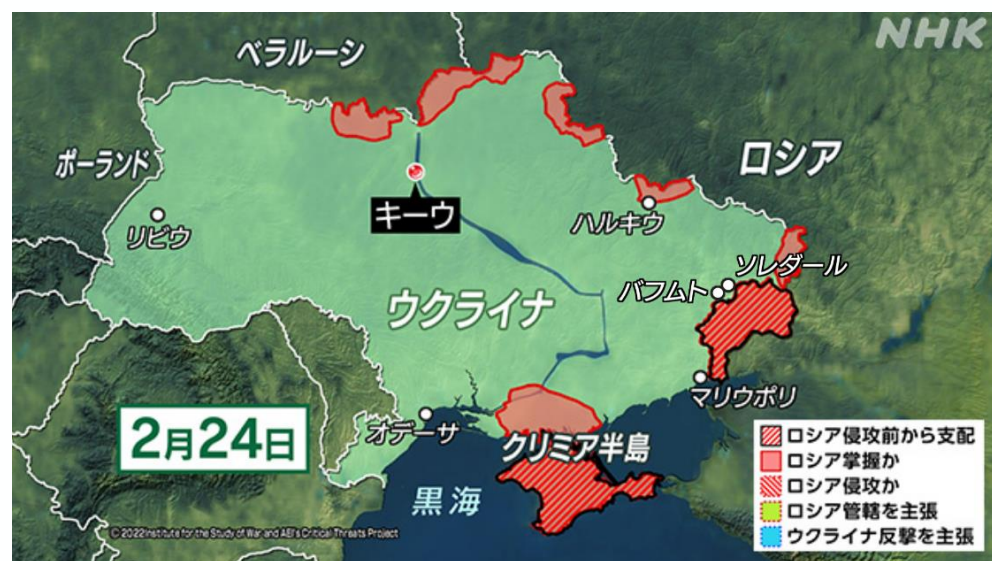 NHK
ベラルーシ
ポーランド
ロシア
キーウ
リビウ
ハルキウ
ソレダール
バフムト
ウクライナ
マリウポリ
2月24日
オデーサ
クリミア半島
黒海
ロシア侵攻前から支配
ロシア掌握か
ロシア侵攻か
ロシア管轄を主張
ウクライナ反撃を主張
© 2022Institute for the Study of War and AEI's Critical Threats Project